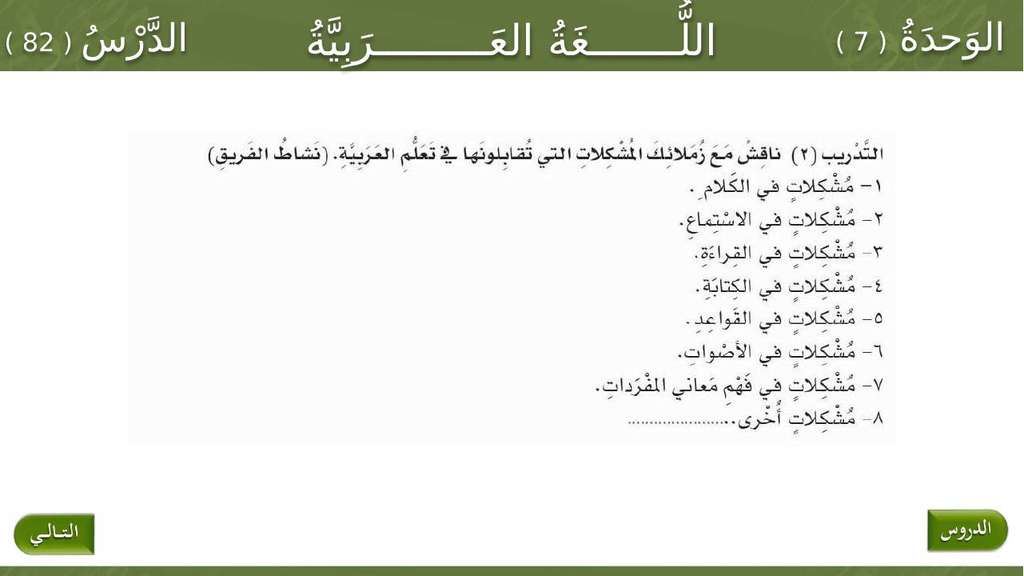 الوَحدَةُ ( 7 )
اللُّـــــــغَةُ العَــــــــــرَبِيَّةُ
الدَّرْسُ ( 82 )
التَّدْريب (٢) ناقِشْ مَعَ زُمَلائِكَ المُشْكِلاتِ التي تُقابِلونَها في تَعَلُّمِ العَرَبِيَّةِ. (نَشاطُ الفَريقِ)
١- مُشْكِلاتٍ في الكَلامِ.
٢- مُشْكِلاتٍ في الاسْتِماعِ.
٣- مُشْكِلاتٍ في القِراءَةِ.
٤- مُشْكِلاتٍ في الكِتابَةِ.
٥- مُشْكِلاتٍ في القَواعِدِ.
٦- مُشْكِلاتٍ في الأصْواتِ.
٧- مُشْكِلاتٍ في فَهْمِ مَعاني المفْرَداتِ.
٨- مُشْكِلاتٍ أُخْرى........................
الدروس
التـالـي